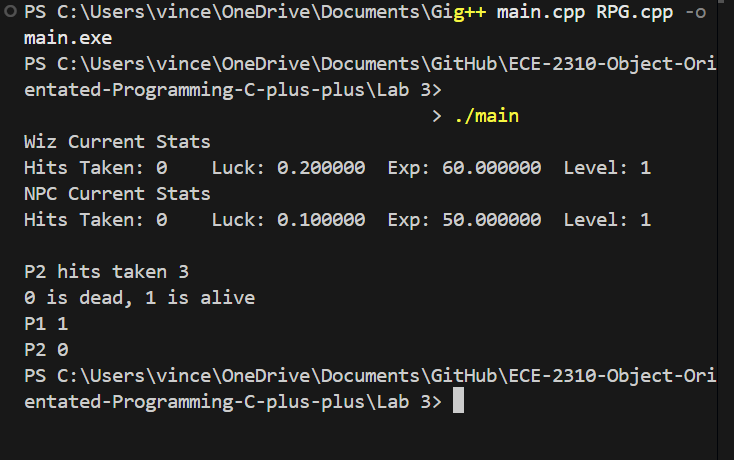 PS C:\Users\vince\OneDrive\Documents\Gig++ main.cpp RPG.cpp -o
main.exe
PS C:\Users\vince\OneDrive\Documents\GitHub\ECE-2310-Object-Ori
entated-Programming-C-plus-plus\Lab 3>
> ./main
Wiz Current Stats
Hits Taken: 0    Luck: 0.200000  Exp: 60.000000  Level: 1
NPC Current Stats
Hits Taken: 0    Luck: 0.100000  Exp: 50.000000  Level: 1
P2 hits taken 3
0 is dead, 1 is alive
P1 1
P2 0
PS C:\Users\vince\OneDrive\Documents\GitHub\ECE-2310-Object-Ori
entated-Programming-C-plus-plus\Lab 3>